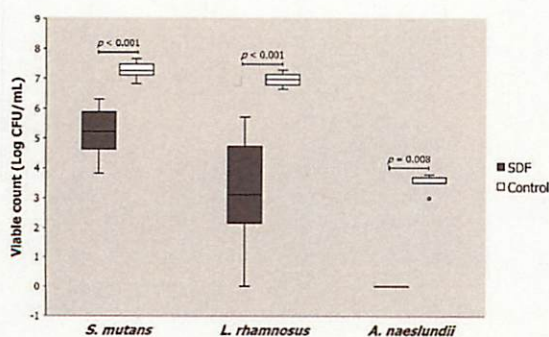 9
8
7
6
5
4
3
2
1
0
-1
Viable count (Log CFU/mL)
p < 0.001
p < 0.001
p = 0.008
SDF
Control
S. mutans L. rhamnosus A. naeslundii